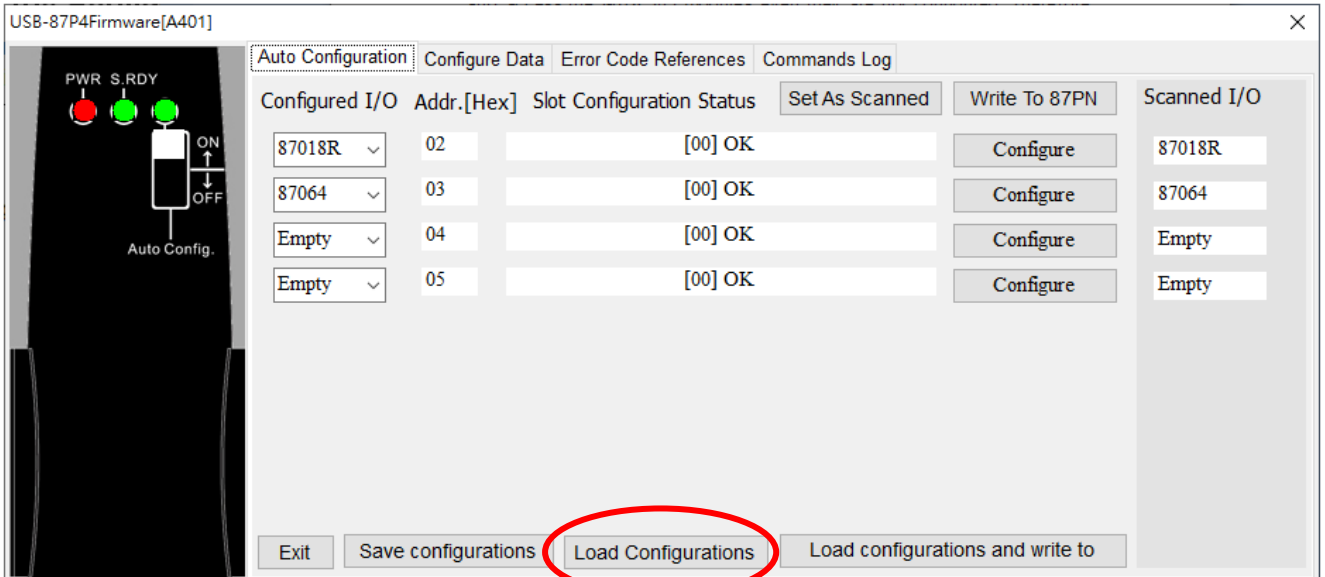 USB-87P4Firmware[A401]
Auto Configuration Configure Data Error Code References Commands Log
PWR S.RDY
ON
OFF
Auto Config.
Configured I/O Addr.[Hex] Slot Configuration Status Set As Scanned Write To 87PN Scanned I/O
87018R 02 [00] OK Configure 87018R
87064 03 [00] OK Configure 87064
Empty 04 [00] OK Configure Empty
Empty 05 [00] OK Configure Empty
Exit Save configurations Load Configurations Load configurations and write to